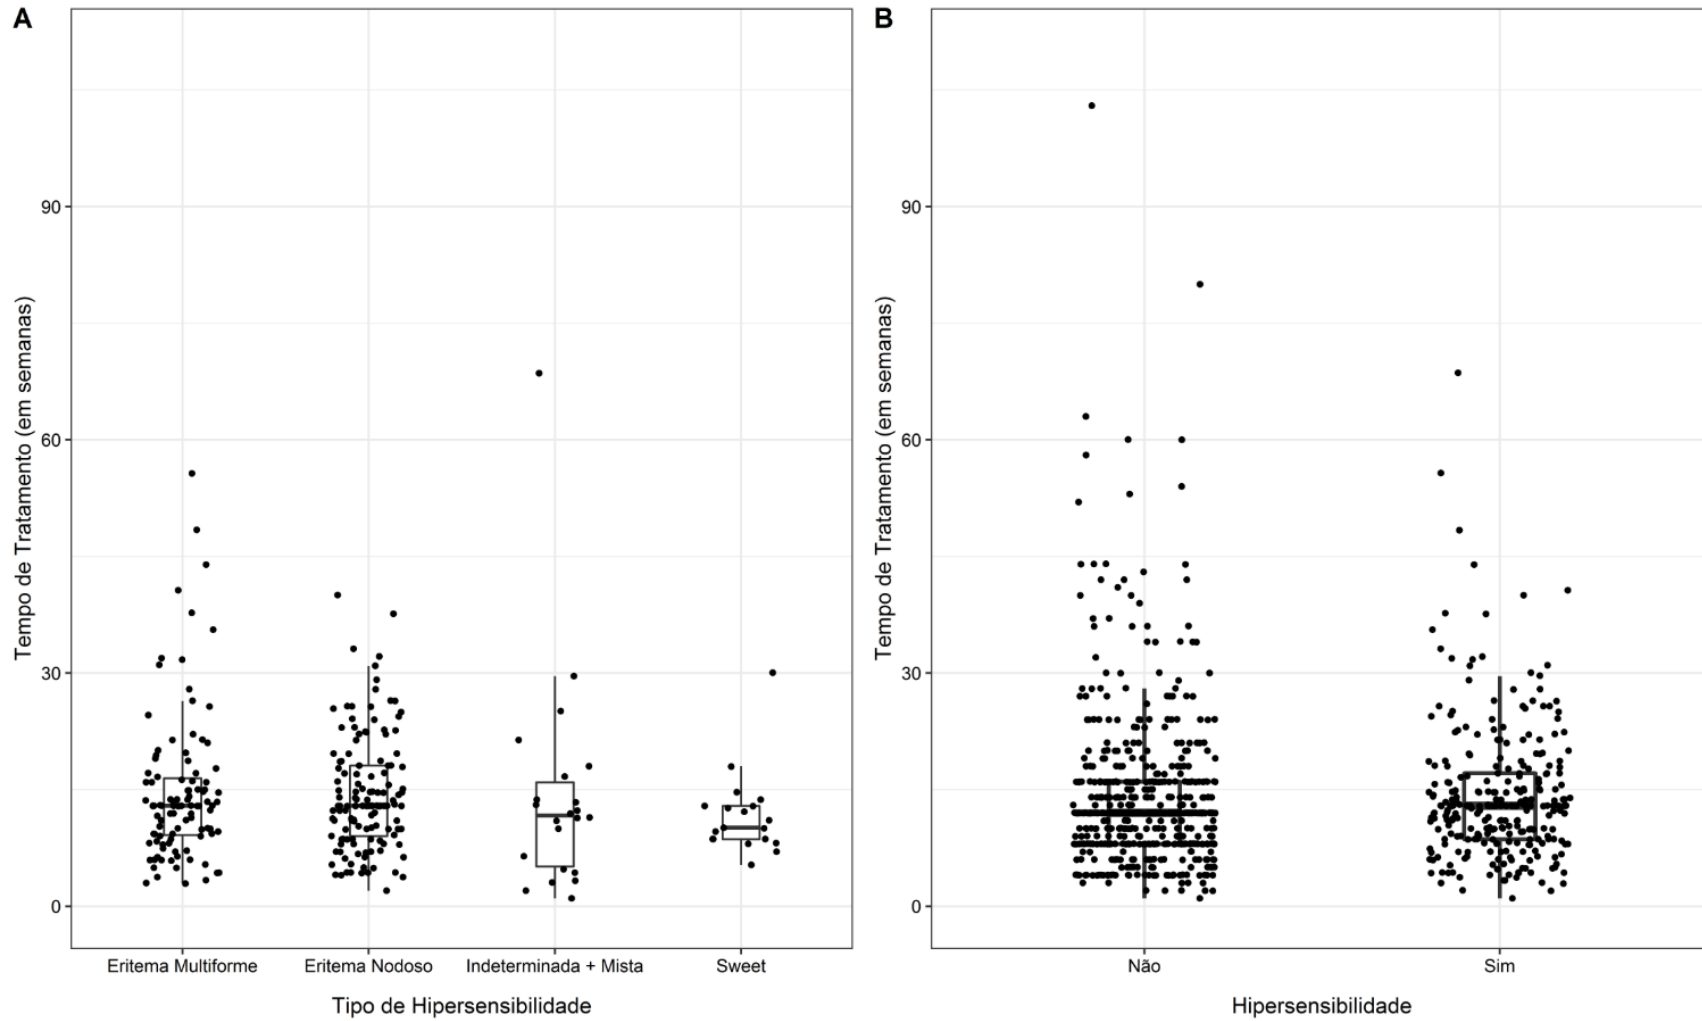 A
B
Tempo de Tratamento (em semanas)
90
60
30
0
Eritema Multiforme
Eritema Nodoso
Indeterminada + Mista
Sweet
Tipo de Hipersensibilidade
Tempo de Tratamento (em semanas)
90
60
30
0
Não
Sim
Hipersensibilidade